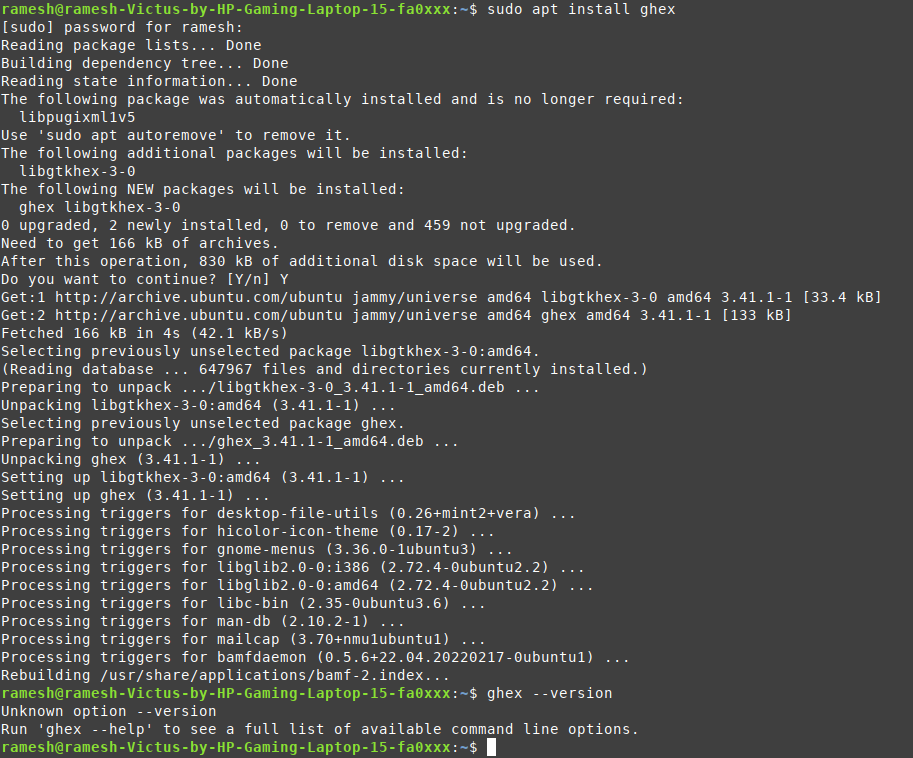 ramesh@ramesh-Victus-by-HP-Gaming-Laptop-15-fa0xxx:~$ sudo apt install ghex
[sudo] password for ramesh:
Reading package lists... Done
Building dependency tree... Done
Reading state information... Done
The following package was automatically installed and is no longer required:
  libpugixml1v5
Use 'sudo apt autoremove' to remove it.
The following additional packages will be installed:
  libgtkhex-3-0
The following NEW packages will be installed:
  ghex libgtkhex-3-0
0 upgraded, 2 newly installed, 0 to remove and 459 not upgraded.
Need to get 166 kB of archives.
After this operation, 830 kB of additional disk space will be used.
Do you want to continue? [Y/n] Y
Get:1 http://archive.ubuntu.com/ubuntu jammy/universe amd64 libgtkhex-3-0 amd64 3.41.1-1 [33.4 kB]
Get:2 http://archive.ubuntu.com/ubuntu jammy/universe amd64 ghex amd64 3.41.1-1 [133 kB]
Fetched 166 kB in 4s (42.1 kB/s)
Selecting previously unselected package libgtkhex-3-0:amd64.
(Reading database ... 647967 files and directories currently installed.)
Preparing to unpack .../libgtkhex-3-0_3.41.1-1_amd64.deb ...
Unpacking libgtkhex-3-0:amd64 (3.41.1-1) ...
Selecting previously unselected package ghex.
Preparing to unpack .../ghex_3.41.1-1_amd64.deb ...
Unpacking ghex (3.41.1-1) ...
Setting up libgtkhex-3-0:amd64 (3.41.1-1) ...
Setting up ghex (3.41.1-1) ...
Processing triggers for desktop-file-utils (0.26+mint2+vera) ...
Processing triggers for hicolor-icon-theme (0.17-2) ...
Processing triggers for gnome-menus (3.36.0-1ubuntu3) ...
Processing triggers for libglib2.0-0:i386 (2.72.4-0ubuntu2.2) ...
Processing triggers for libglib2.0-0:amd64 (2.72.4-0ubuntu2.2) ...
Processing triggers for libc-bin (2.35-0ubuntu3.6) ...
Processing triggers for man-db (2.10.2-1) ...
Processing triggers for mailcap (3.70+nmu1ubuntu1) ...
Processing triggers for bamfdaemon (0.5.6+22.04.20220217-0ubuntu1) ...
Rebuilding /usr/share/applications/bamf-2.index...
ramesh@ramesh-Victus-by-HP-Gaming-Laptop-15-fa0xxx:~$ ghex --version
Unknown option --version
Run 'ghex --help' to see a full list of available command line options.
ramesh@ramesh-Victus-by-HP-Gaming-Laptop-15-fa0xxx:~$